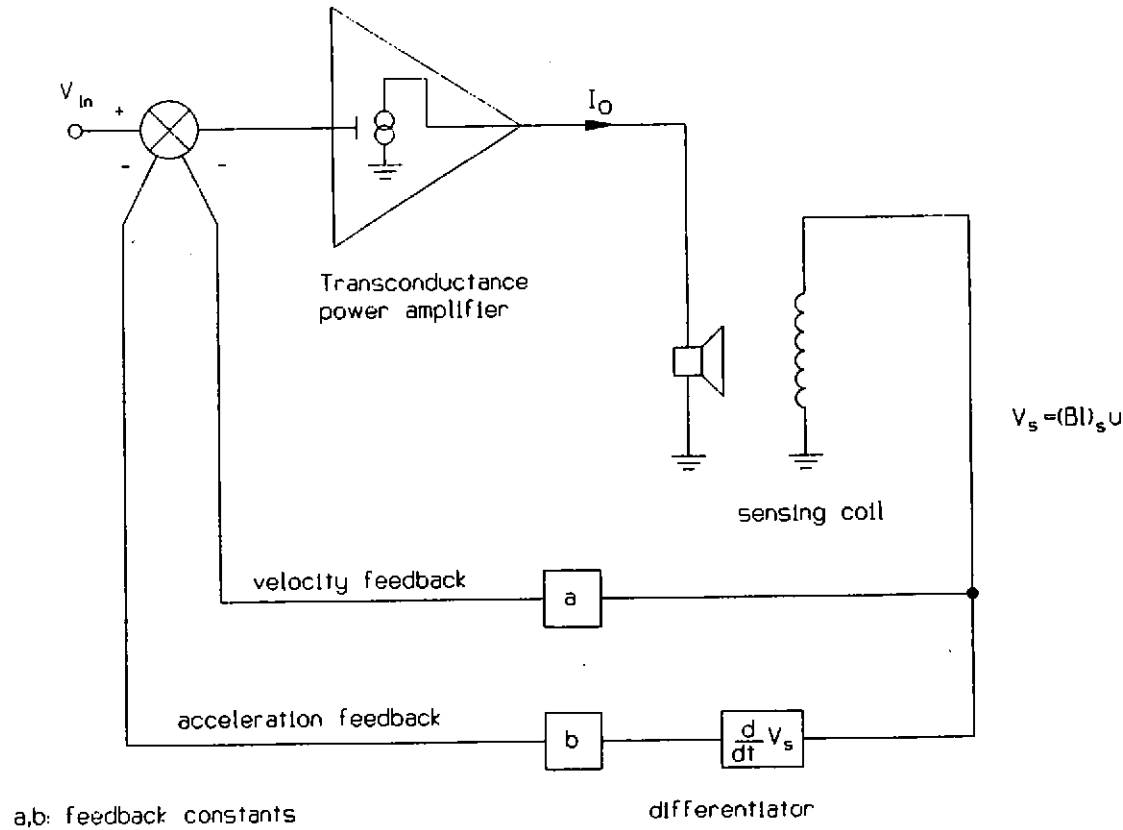 V In
+
-
-
I O
Transconductance
power amplifier
V s =(Bl) s u
sensing coil
velocity feedback
a
acceleration feedback
b
d
dt V s
a,b: feedback constants
differentiator